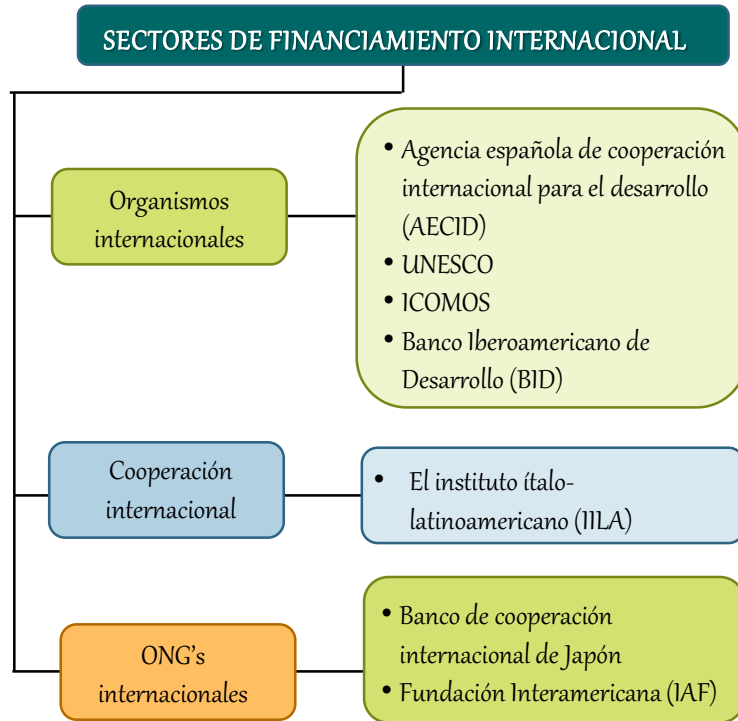 SECTORES DE FINANCIAMIENTO INTERNACIONAL
Organismos
internacionales
• Agencia española de cooperación
internacional para el desarrollo
(AECID)
• UNESCO
• ICOMOS
• Banco Iberoamericano de
Desarrollo (BID)
Cooperación
internacional
• El instituto ítalo-
latinoamericano (IILA)
ONG’s
internacionales
• Banco de cooperación
internacional de Japón
• Fundación Interamericana (IAF)